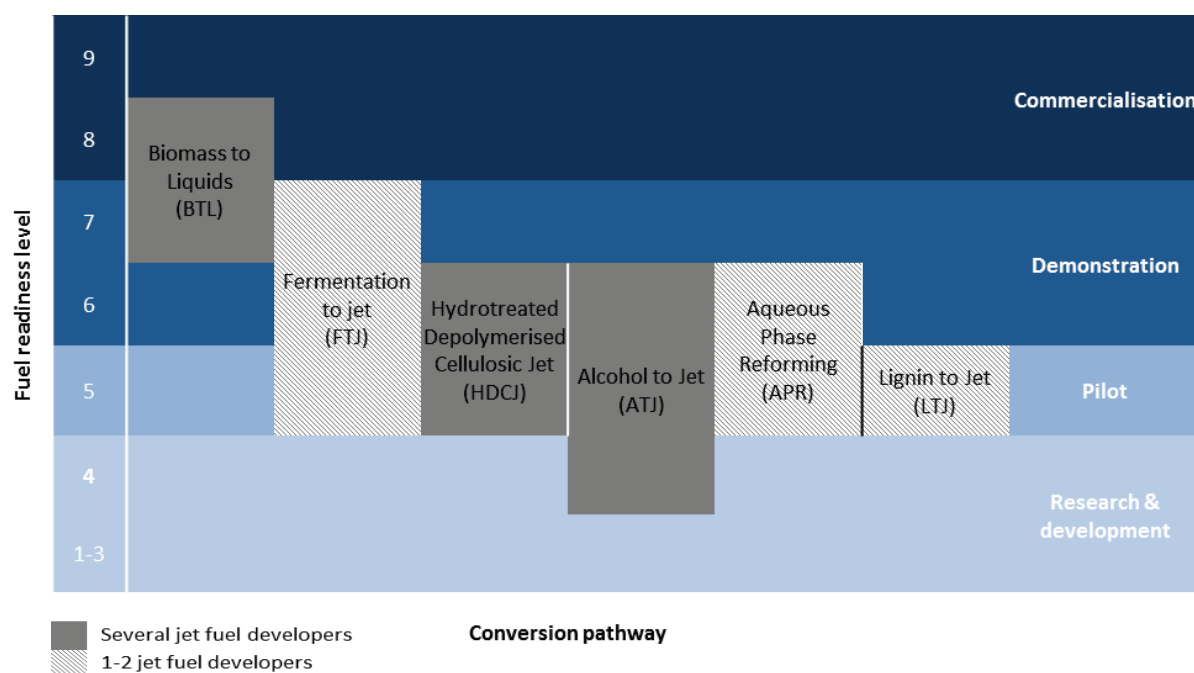 9
Commercialisation
8
Biomass to
Liquids
(BTL)
7
Demonstration
Fermentation
to jet
(FTJ)
6
Hydrotreated
Depolymerised
Cellulosic Jet
(HDCJ)
Alcohol to Jet
(ATJ)
Aqueous
Phase
Reforming
(APR)
Lignin to Jet
(LTJ)
5
Pilot
4
Research &
development
1-3
Fuel readiness level
Several jet fuel developers
1-2 jet fuel developers
Conversion pathway